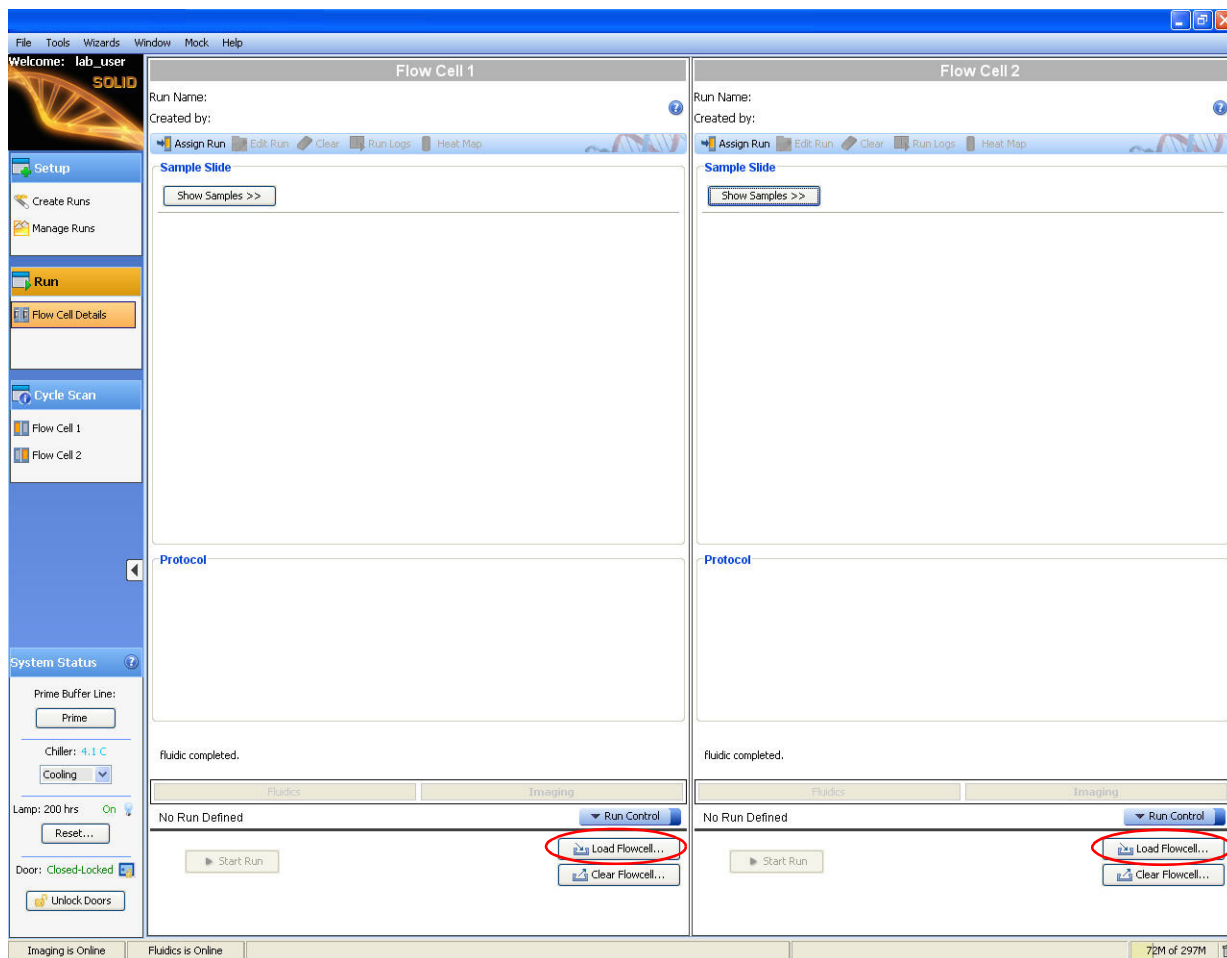 File Tools Wizards Window Mock Help
Welcome: lab_user
SOLiD
Setup
Create Runs
Manage Runs
Run
Flow Cell Details
Cycle Scan
Flow Cell 1
Flow Cell 2
System Status
Prime Buffer Line:
Prime
Chiller: 4.1 C
Cooling
Lamp: 200 hrs On
Reset...
Door: Closed-Locked
Unlock Doors
Flow Cell 1
Run Name:
Created by:
Assign Run Edit Run Clear Run Logs Heat Map
Sample Slide
Show Samples >>
Protocol
fluidic completed.
Fluidics Imaging
No Run Defined Run Control
Start Run Load Flowcell...
Clear Flowcell...
Flow Cell 2
Run Name:
Created by:
Assign Run Edit Run Clear Run Logs Heat Map
Sample Slide
Show Samples >>
Protocol
fluidic completed.
Fluidics Imaging
No Run Defined Run Control
Start Run Load Flowcell...
Clear Flowcell...
Imaging is Online Fluidics is Online 72M of 297M